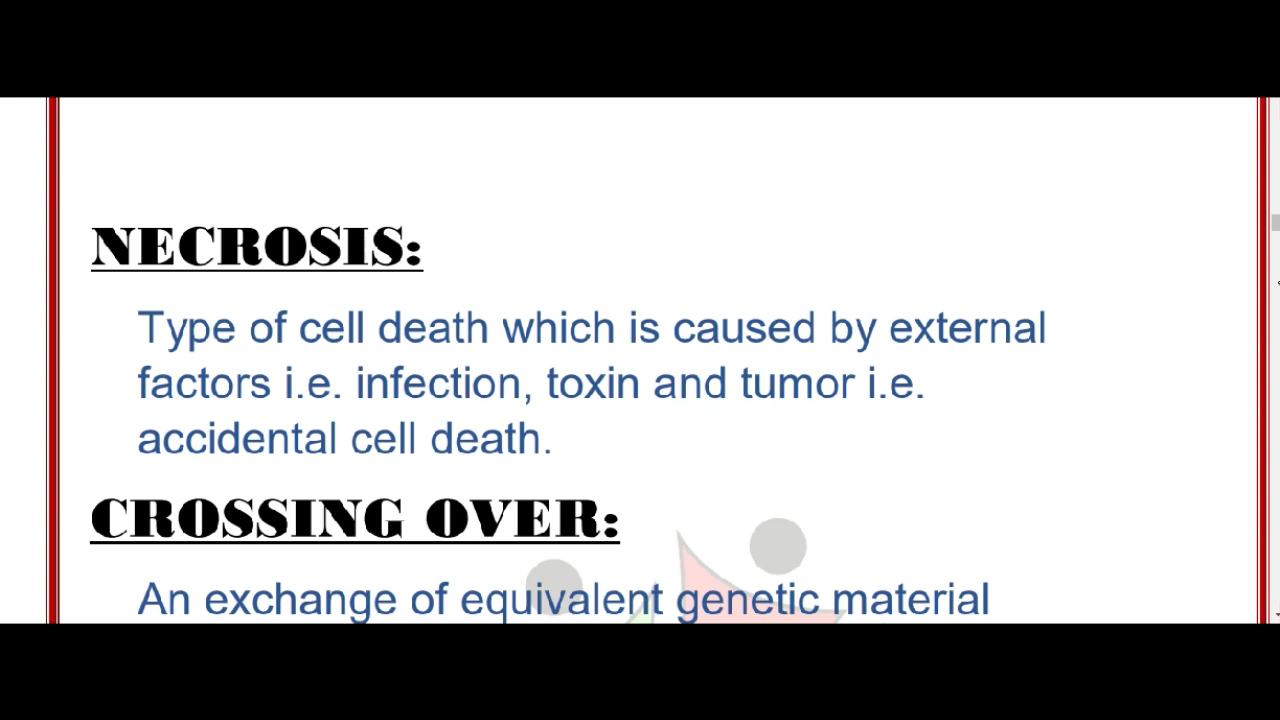 NECROSIS:
Type of cell death which is caused by external
factors i.e. infection, toxin and tumor i.e.
accidental cell death.
CROSSING OVER:
An exchange of equivalent genetic material